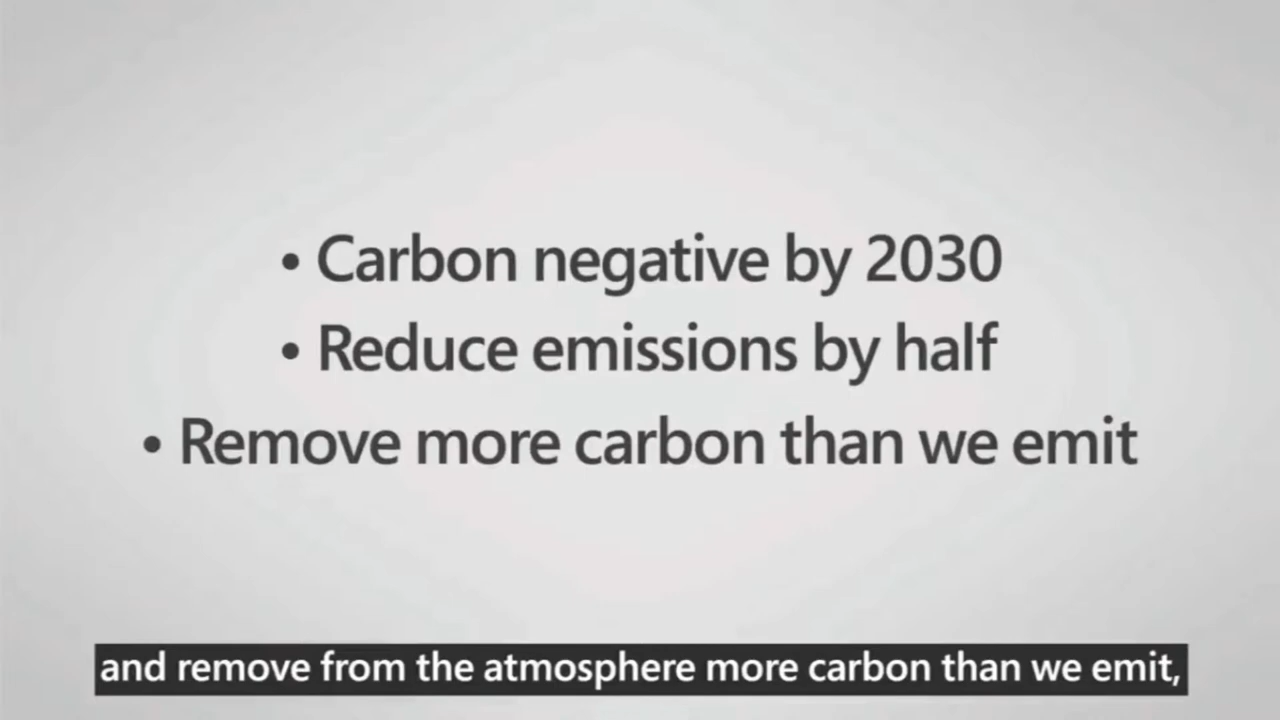 • Carbon negative by 2030
• Reduce emissions by half
• Remove more carbon than we emit
and remove from the atmosphere more carbon than we emit,